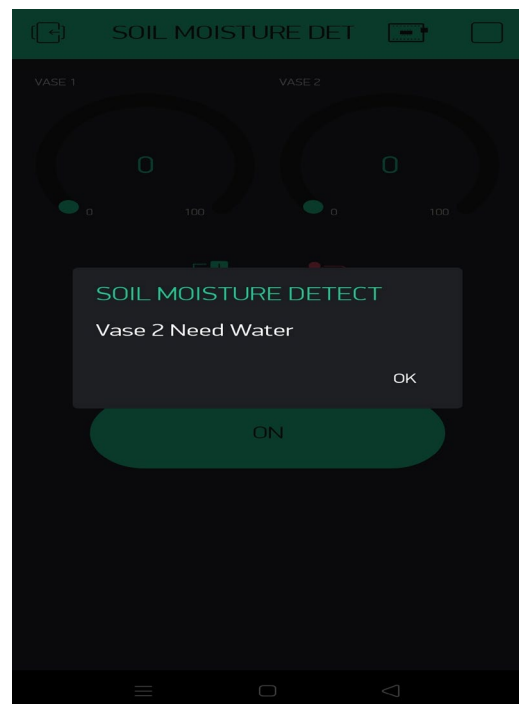 SOIL MOISTURE DET
VASE 1
VASE 2
0
0
0
100
0
100
SOIL MOISTURE DETECT
Vase 2 Need Water
OK
ON